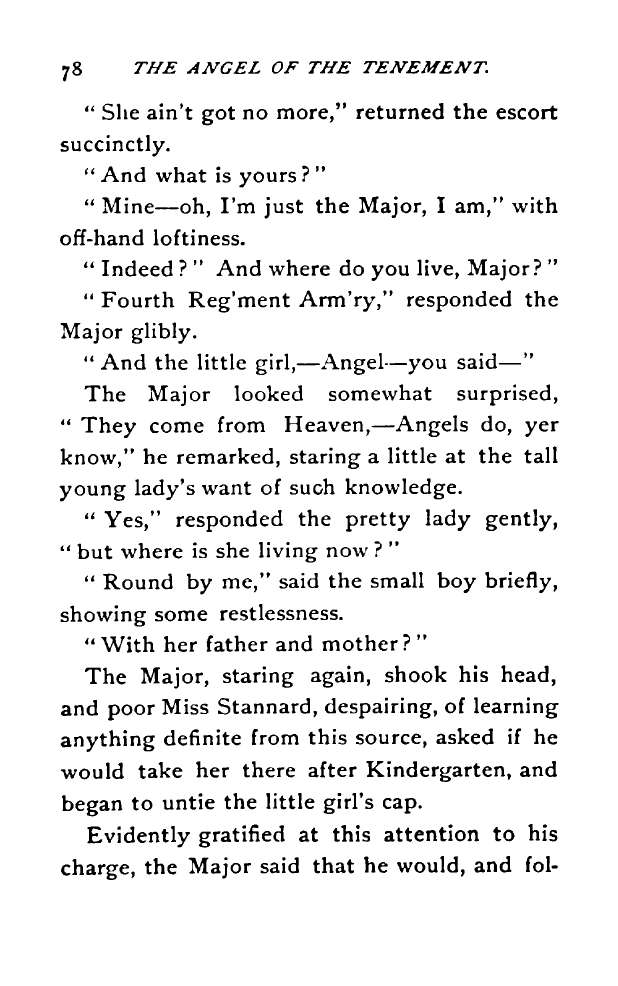 78 THE ANGEL OF THE TENEMENT.
“ She ain't got no more,” returned the escort
succinctly.
“ And what is yours ? ”
“ Mine—oh, I'm just the Major, I am,” with
off-hand loftiness.
“ Indeed ? ” And where do you live, Major? ”
“ Fourth Reg'ment Arm'ry,” responded the
Major glibly.
“ And the little girl,—Angel—you said—”
The Major looked somewhat surprised,
“ They come from Heaven,—Angels do, yer
know,” he remarked, staring a little at the tall
young lady's want of such knowledge.
“ Yes,” responded the pretty lady gently,
“ but where is she living now ? ”
“ Round by me,” said the small boy briefly,
showing some restlessness.
“ With her father and mother ? ”
The Major, staring again, shook his head,
and poor Miss Stannard, despairing, of learning
anything definite from this source, asked if he
would take her there after Kindergarten, and
began to untie the little girl's cap.
Evidently gratified at this attention to his
charge, the Major said that he would, and fol-